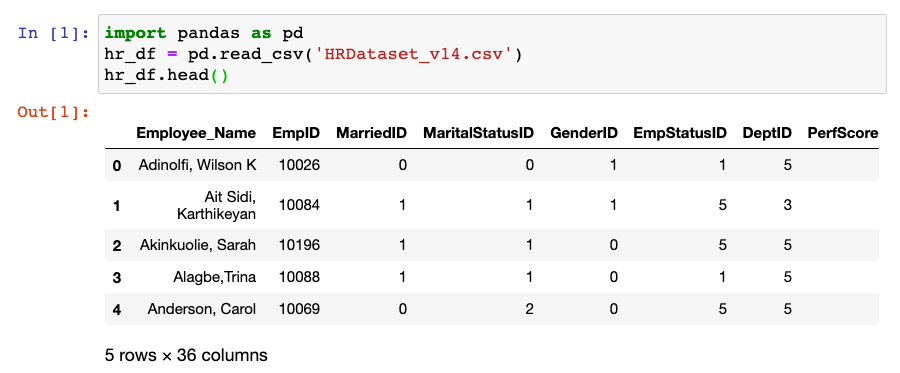 In [1]: import pandas as pd
hr_df = pd.read_csv('HRDataset_v14.csv')
hr_df.head()
Out[1]:
Employee_Name EmpID MarriedID MaritalStatusID GenderID EmpStatusID DeptID PerfScore
0 Adinolfi, Wilson K 10026 0 0 1 1 5
1 Ait Sidi, Karthikeyan 10084 1 1 1 5 3
2 Akinkuolie, Sarah 10196 1 1 0 5 5
3 Alagbe,Trina 10088 1 1 0 1 5
4 Anderson, Carol 10069 0 2 0 5 5
5 rows × 36 columns